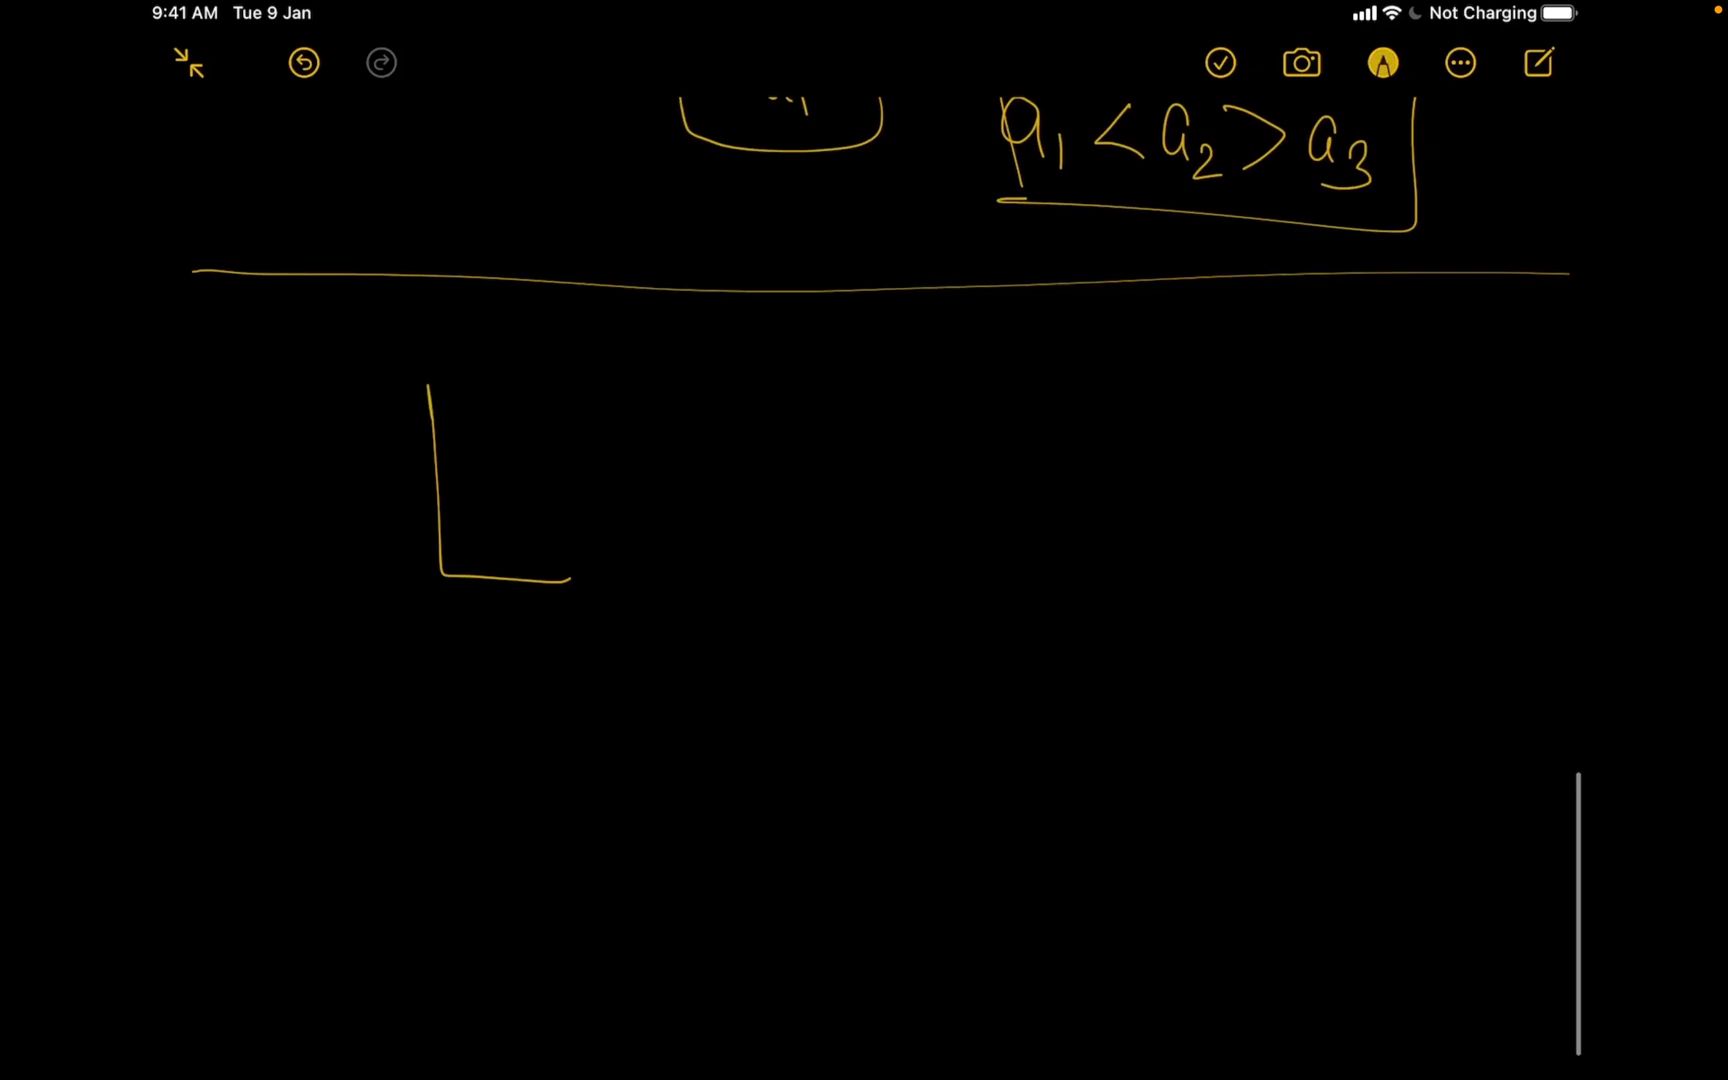 9:41 AM Tue 9 Jan Not Charging
a₁ < a₂ > a₃